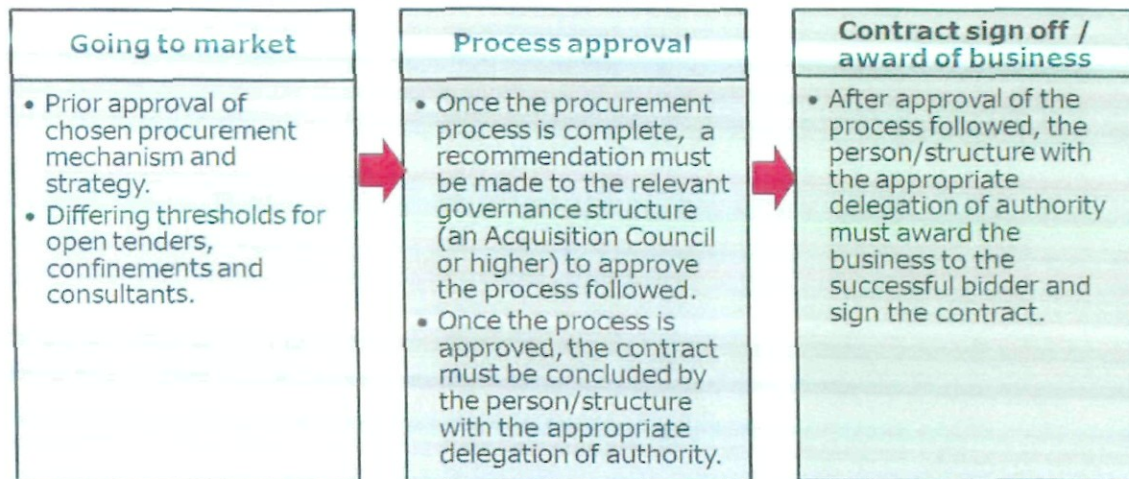 Going to market
• Prior approval of
chosen procurement
mechanism and
strategy.
• Differing thresholds for
open tenders,
confinements and
consultants.
Process approval
• Once the procurement
process is complete, a
recommendation must
be made to the relevant
governance structure
(an Acquisition Council
or higher) to approve
the process followed.
• Once the process is
approved, the contract
must be concluded by
the person/structure
with the appropriate
delegation of authority.
Contract sign off /
award of business
• After approval of the
process followed, the
person/structure with
the appropriate
delegation of authority
must award the
business to the
successful bidder and
sign the contract.